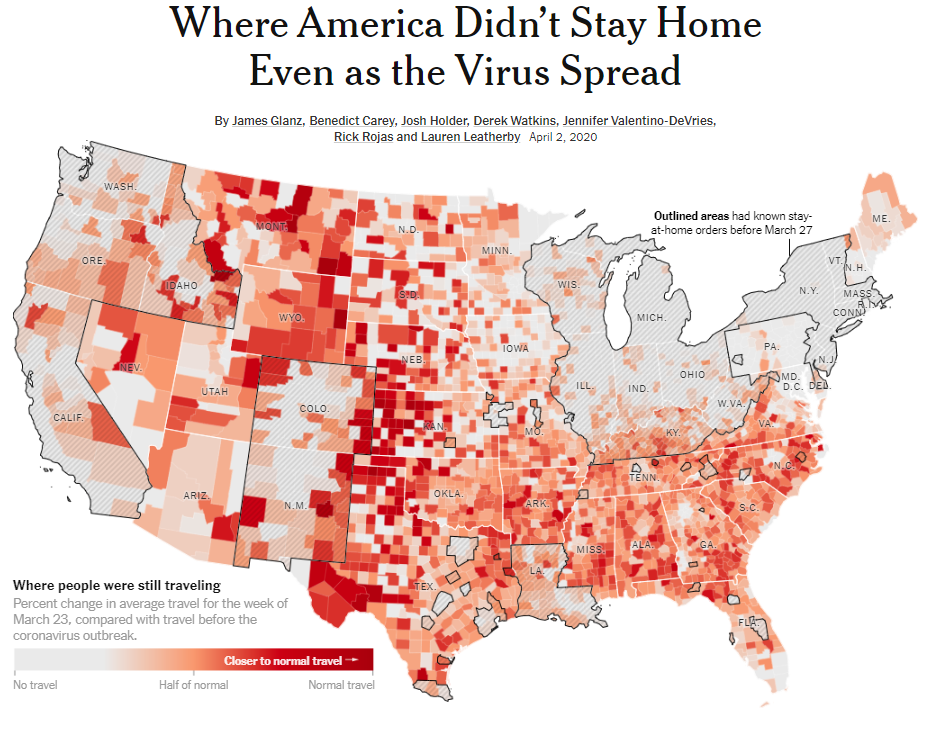 Where America Didn’t Stay Home
Even as the Virus Spread
By James Glanz, Benedict Carey, Josh Holder, Derek Watkins, Jennifer Valentino-DeVries,
Rick Rojas and Lauren Leatherby April 2, 2020
Outlined areas had known stay-
at-home orders before March 27
WASH.
MONT.
N.D.
MINN.
ME.
VT.
N.H.
ORE.
IDAHO
S.D.
WIS.
MICH.
N.Y.
MASS.
R.I.
CONN.
WYO.
NEB.
IOWA
PA.
N.J.
NEV.
UTAH
COLO.
ILL.
IND.
OHIO
MD.
D.C.
DEL.
CALIF.
KAN.
MO.
KY.
W.VA.
VA.
ARIZ.
N.M.
OKLA.
ARK.
TENN.
N.C.
S.C.
MISS.
ALA.
GA.
TEX.
LA.
FLA.
Where people were still traveling
Percent change in average travel for the week of
March 23, compared with travel before the
coronavirus outbreak.
Closer to normal travel →
No travel
Half of normal
Normal travel